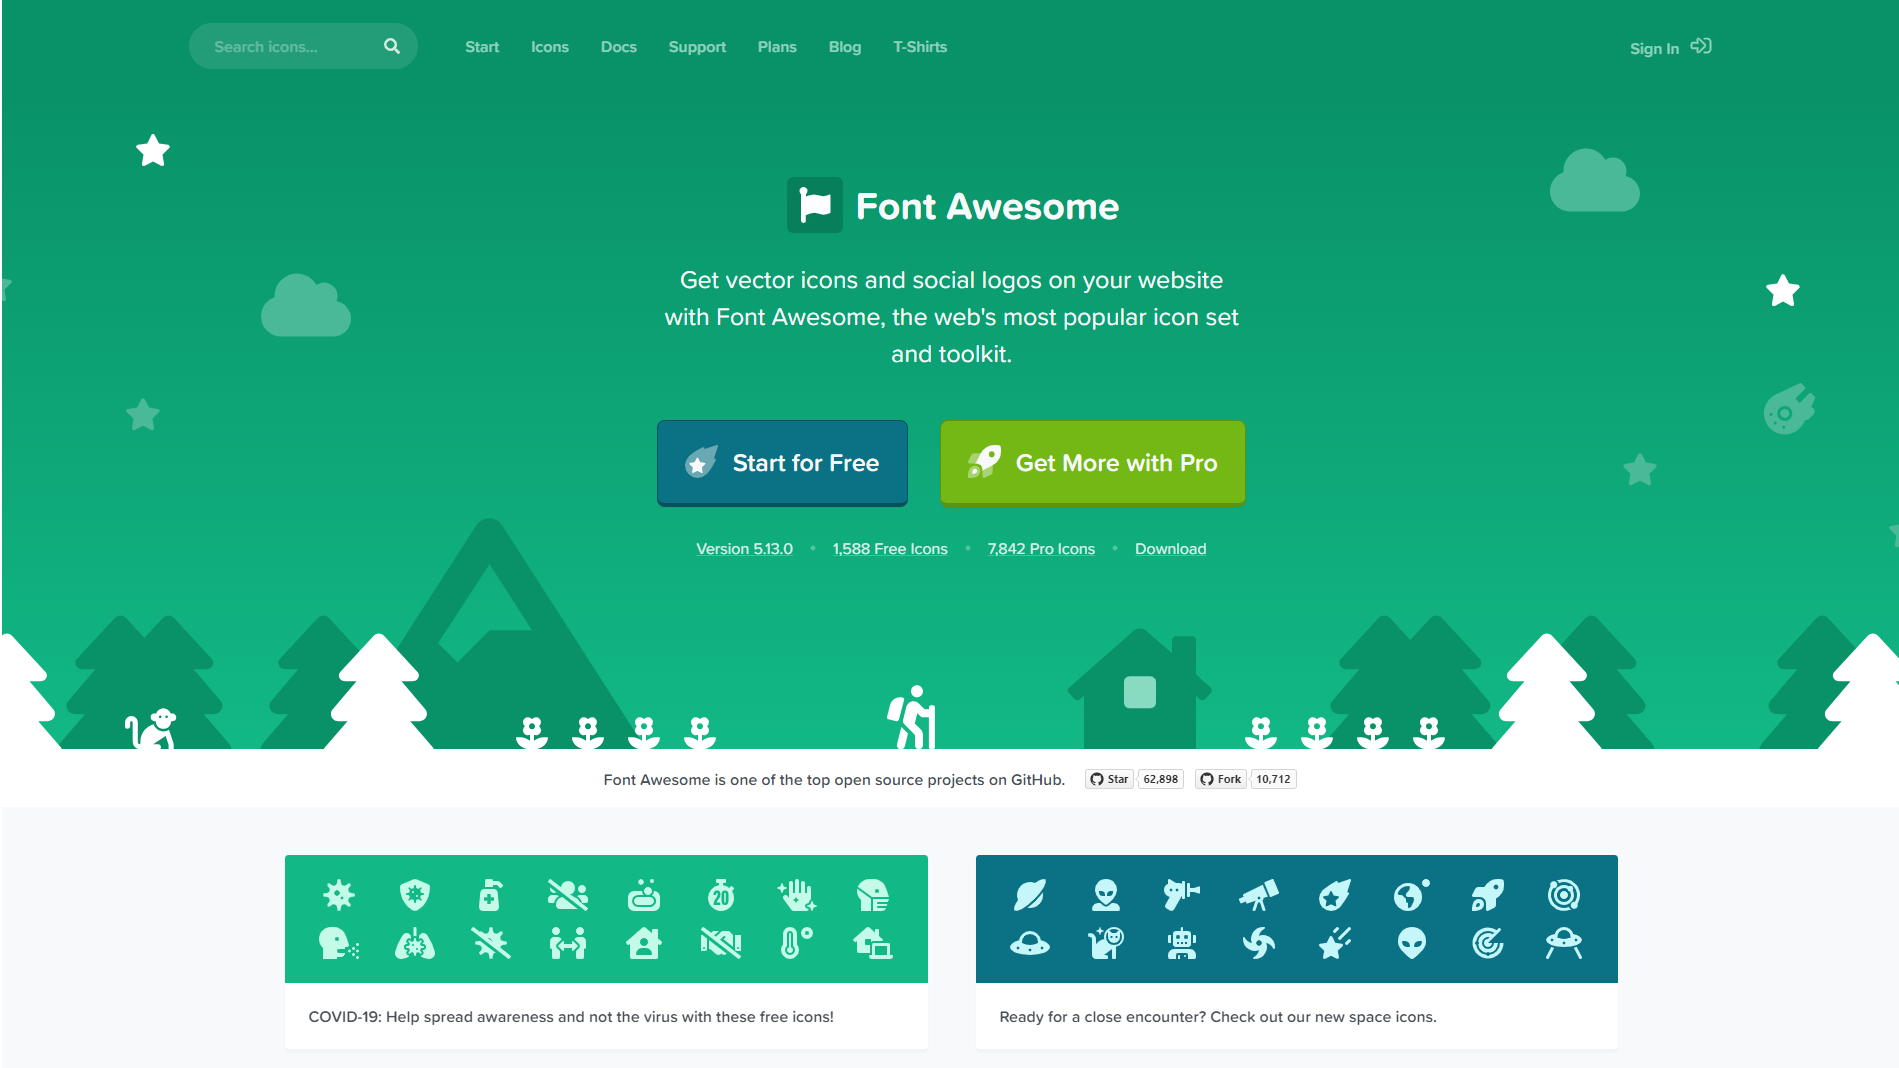 Search icons...
Start
Icons
Docs
Support
Plans
Blog
T-Shirts
Sign In
Font Awesome
Get vector icons and social logos on your website
with Font Awesome, the web's most popular icon set
and toolkit.
Start for Free
Get More with Pro
Version 5.13.0
1,588 Free Icons
7,842 Pro Icons
Download
Font Awesome is one of the top open source projects on GitHub.
Star
62,898
Fork
10,712
20
COVID-19: Help spread awareness and not the virus with these free icons!
Ready for a close encounter? Check out our new space icons.